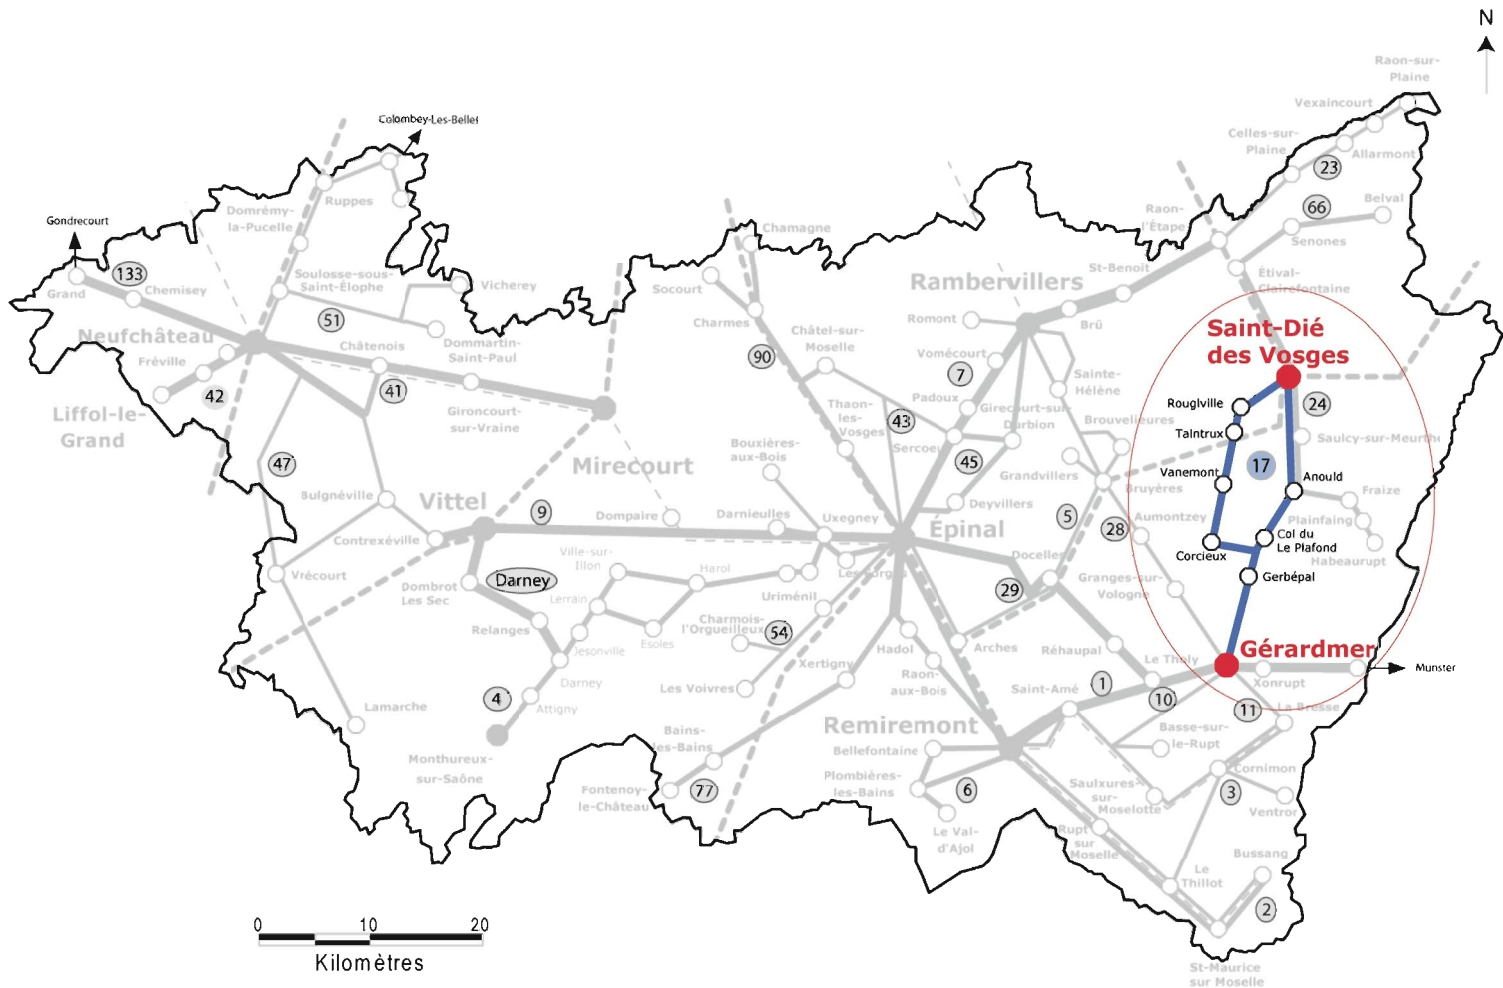 N
Raon-sur-
Plaine
Vexaincourt
Celles-sur-
Plaine
Allarmont
23
Colombey-Les-Belles
Ruppes
Domrémy-
la-Pucelle
Gondrecourt
66
Belval
Raon-
l'Étape
Senones
Chamagne
133
Grand
Chemisey
Soulosse-sous-
Saint-Élophe
Vicherey
Socourt
Rambervillers
St-Benoît
Étival-
Clairefontaine
51
Neufchâteau
Charmes
Châtel-sur-
Moselle
Romont
Brû
Saint-Dié
des Vosges
Dommartin-
Saint-Paul
Châtenois
Fréville
90
Vomécourt
7
Sainte-
Hélène
42
41
Liffol-le-
Grand
Gironcourt-
sur-Vraine
Thaon-
les-
Vosges
43
Padoux
Girecourt-sur-
Durbion
Brouvelieures
Rougiville
24
Taintrux
Saulcy-sur-Meurthe
Bouxières-
aux-Bois
Sercoeur
45
47
Mirecourt
Grandvillers
Vanemont
17
Anould
Bruyères
Fraize
Bulgnéville
Vittel
9
Dompaire
Darnieulles
Uxegney
Deyvillers
Épinal
5
28
Aumontzey
Plainfaing
Col du
Le Plafond
Contrexéville
Corcieux
Habeaurupt
Ville-sur-
Illon
Harol
Les Forges
Docelles
Vrécourt
Dombrot
Les Sec
Darney
Gerbépal
Granges-sur-
Vologne
29
Lerrain
Uriménil
Charmois-
l'Orgueilleux
54
Relanges
Esoles
Jesonville
Xertigny
Hadol
Arches
Réhaupal
Gérardmer
Le Tholy
Munster
Raon-
aux-Bois
Darney
Les Voivres
Saint-Amé
1
10
Xonrupt
4
Attigny
Lamarche
11
La Bresse
Remiremont
Basse-sur-
le-Rupt
Bains-
les-Bains
Bellefontaine
Monthureux-
sur-Saône
Plombières-
les-Bains
Cornimon
Fontenoy-
le-Château
77
6
Saulxures-
sur-
Moselotte
3
Ventron
Le Val-
d'Ajol
Rupt
sur
Moselle
Bussang
Le
Thillot
2
0 10 20
Kilomètres
St-Maurice
sur Moselle